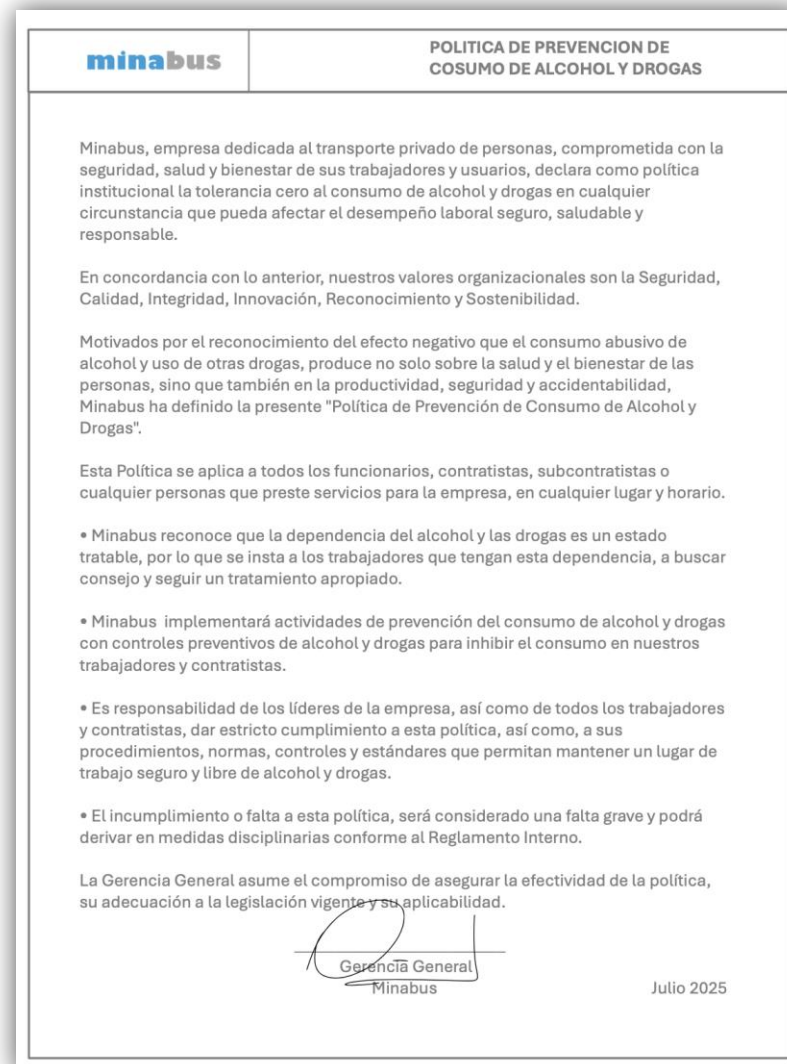 minabus
POLITICA DE PREVENCION DE
COSUMO DE ALCOHOL Y DROGAS
Minabus, empresa dedicada al transporte privado de personas, comprometida con la
seguridad, salud y bienestar de sus trabajadores y usuarios, declara como política
institucional la tolerancia cero al consumo de alcohol y drogas en cualquier
circunstancia que pueda afectar el desempeño laboral seguro, saludable y
responsable.
En concordancia con lo anterior, nuestros valores organizacionales son la Seguridad,
Calidad, Integridad, Innovación, Reconocimiento y Sostenibilidad.
Motivados por el reconocimiento del efecto negativo que el consumo abusivo de
alcohol y uso de otras drogas, produce no solo sobre la salud y el bienestar de las
personas, sino que también en la productividad, seguridad y accidentabilidad,
Minabus ha definido la presente "Política de Prevención de Consumo de Alcohol y
Drogas".
Esta Política se aplica a todos los funcionarios, contratistas, subcontratistas o
cualquier personas que preste servicios para la empresa, en cualquier lugar y horario.
• Minabus reconoce que la dependencia del alcohol y las drogas es un estado
tratable, por lo que se insta a los trabajadores que tengan esta dependencia, a buscar
consejo y seguir un tratamiento apropiado.
• Minabus  implementará actividades de prevención del consumo de alcohol y drogas
con controles preventivos de alcohol y drogas para inhibir el consumo en nuestros
trabajadores y contratistas.
• Es responsabilidad de los líderes de la empresa, así como de todos los trabajadores
y contratistas, dar estricto cumplimiento a esta política, así como, a sus
procedimientos, normas, controles y estándares que permitan mantener un lugar de
trabajo seguro y libre de alcohol y drogas.
• El incumplimiento o falta a esta política, será considerado una falta grave y podrá
derivar en medidas disciplinarias conforme al Reglamento Interno.
La Gerencia General asume el compromiso de asegurar la efectividad de la política,
su adecuación a la legislación vigente y su aplicabilidad.
Gerencia General
Minabus
Julio 2025